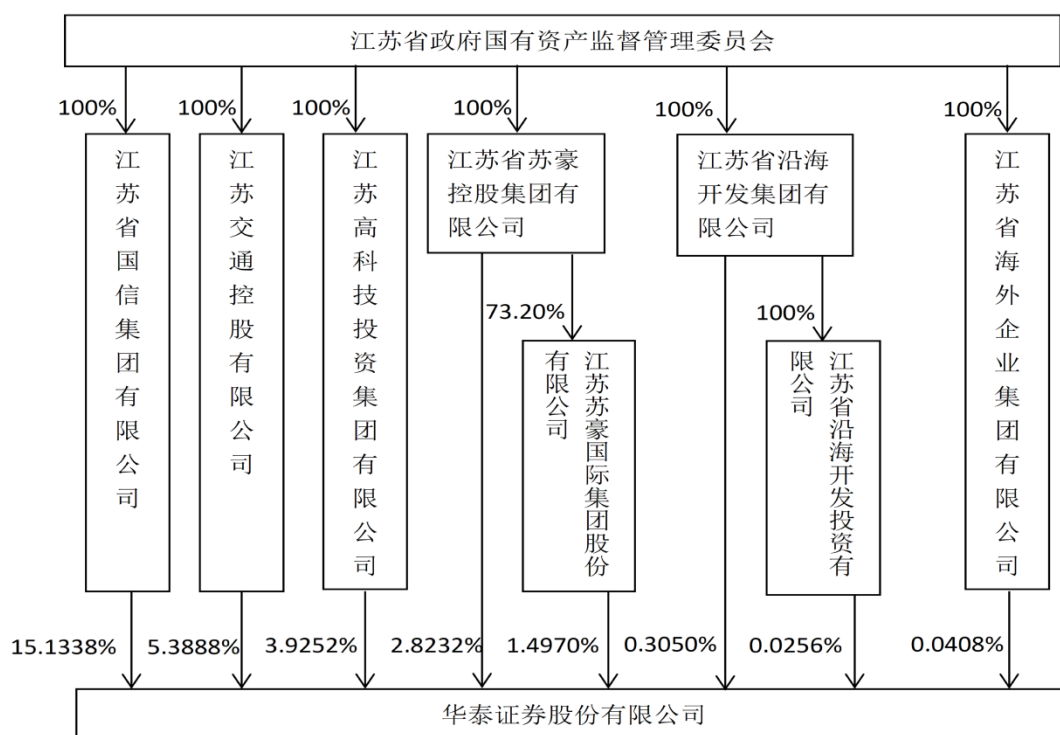 江苏省政府国有资产监督管理委员会
100%
100%
100%
100%
100%
100%
江苏省国信集团有限公司
江苏交通控股有限公司
江苏高科技投资集团有限公司
江苏省苏豪
控股集团有
限公司
江苏省沿海
开发集团有
限公司
江苏省海外企业集团有限公司
73.20%
100%
江苏苏豪国际集团股份
有限公司
江苏省沿海开发投资有
限公司
15.1338%
5.3888%
3.9252%
2.8232%
1.4970%
0.3050%
0.0256%
0.0408%
华泰证券股份有限公司